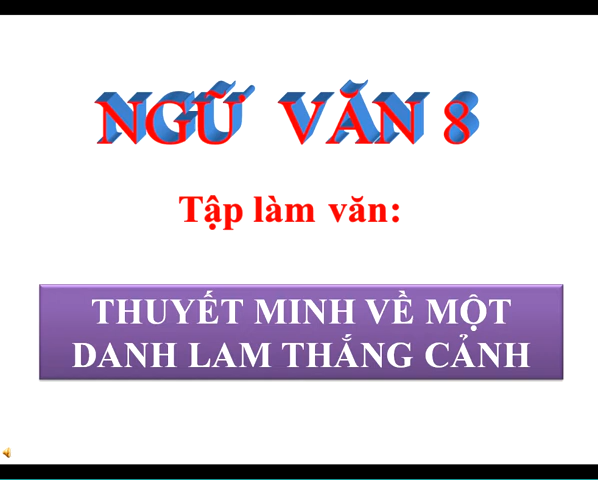 NGỮ VĂN 8
Tập làm văn:
THUYẾT MINH VỀ MỘT
DANH LAM THẮNG CẢNH